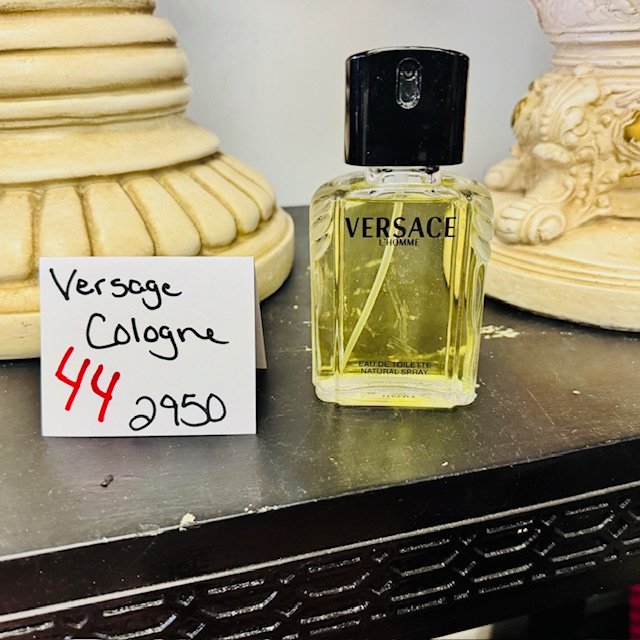 Versage
Cologne
44
2950
VERSACE
L'HOMME
EAU DE TOILETTE
NATURAL SPRAY